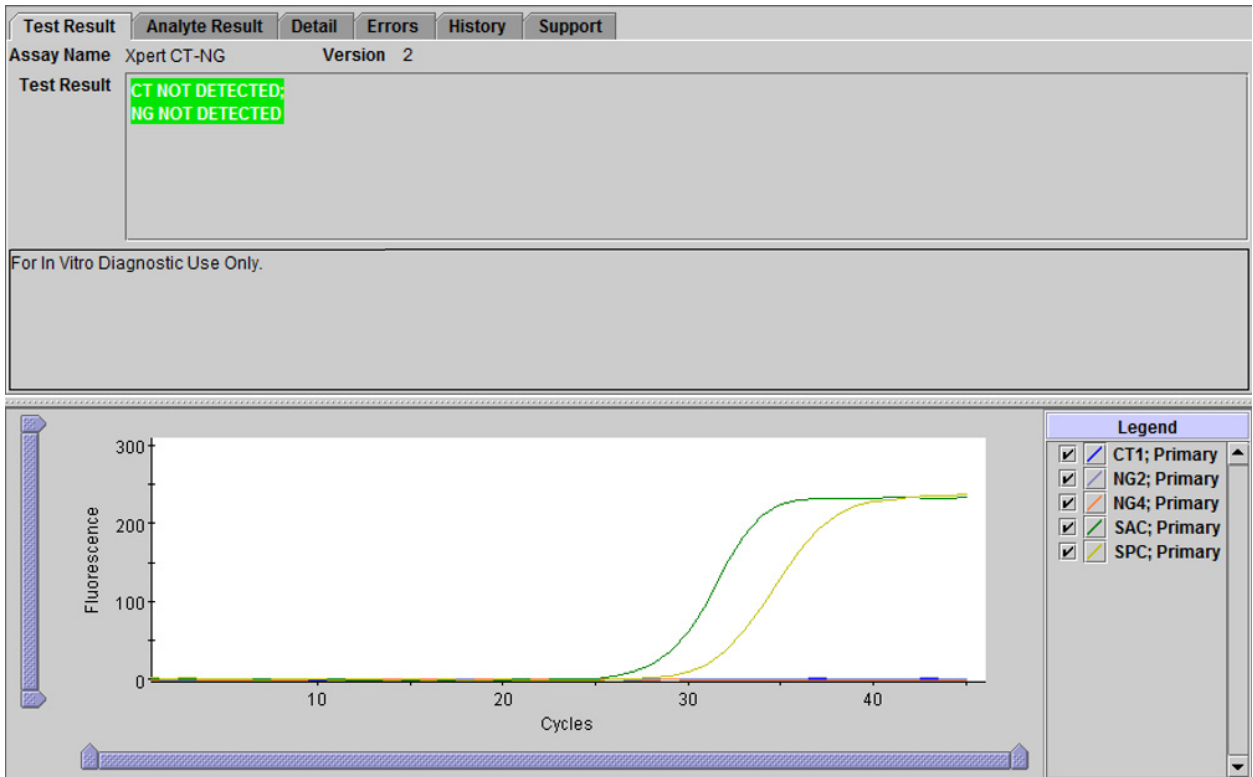 Test Result Analyte Result Detail Errors History Support
Assay Name Xpert CT-NG Version 2
Test Result CT NOT DETECTED;
NG NOT DETECTED
For In Vitro Diagnostic Use Only.
300
200
100
0
Fluorescence
10 20 30 40
Cycles
Legend
CT1; Primary
NG2; Primary
NG4; Primary
SAC; Primary
SPC; Primary